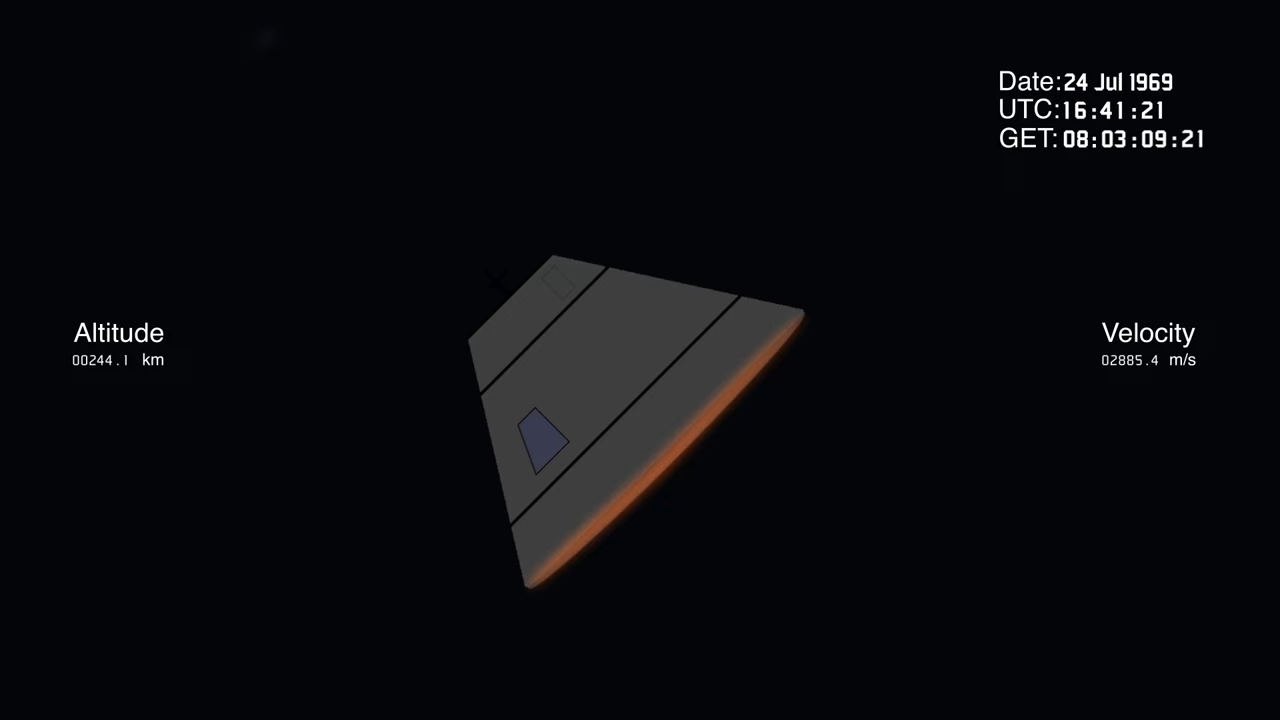 Date:24 Jul 1969
UTC:16:41:21
GET:08:03:09:21
Altitude
00244.1 km
Velocity
02885.4 m/s